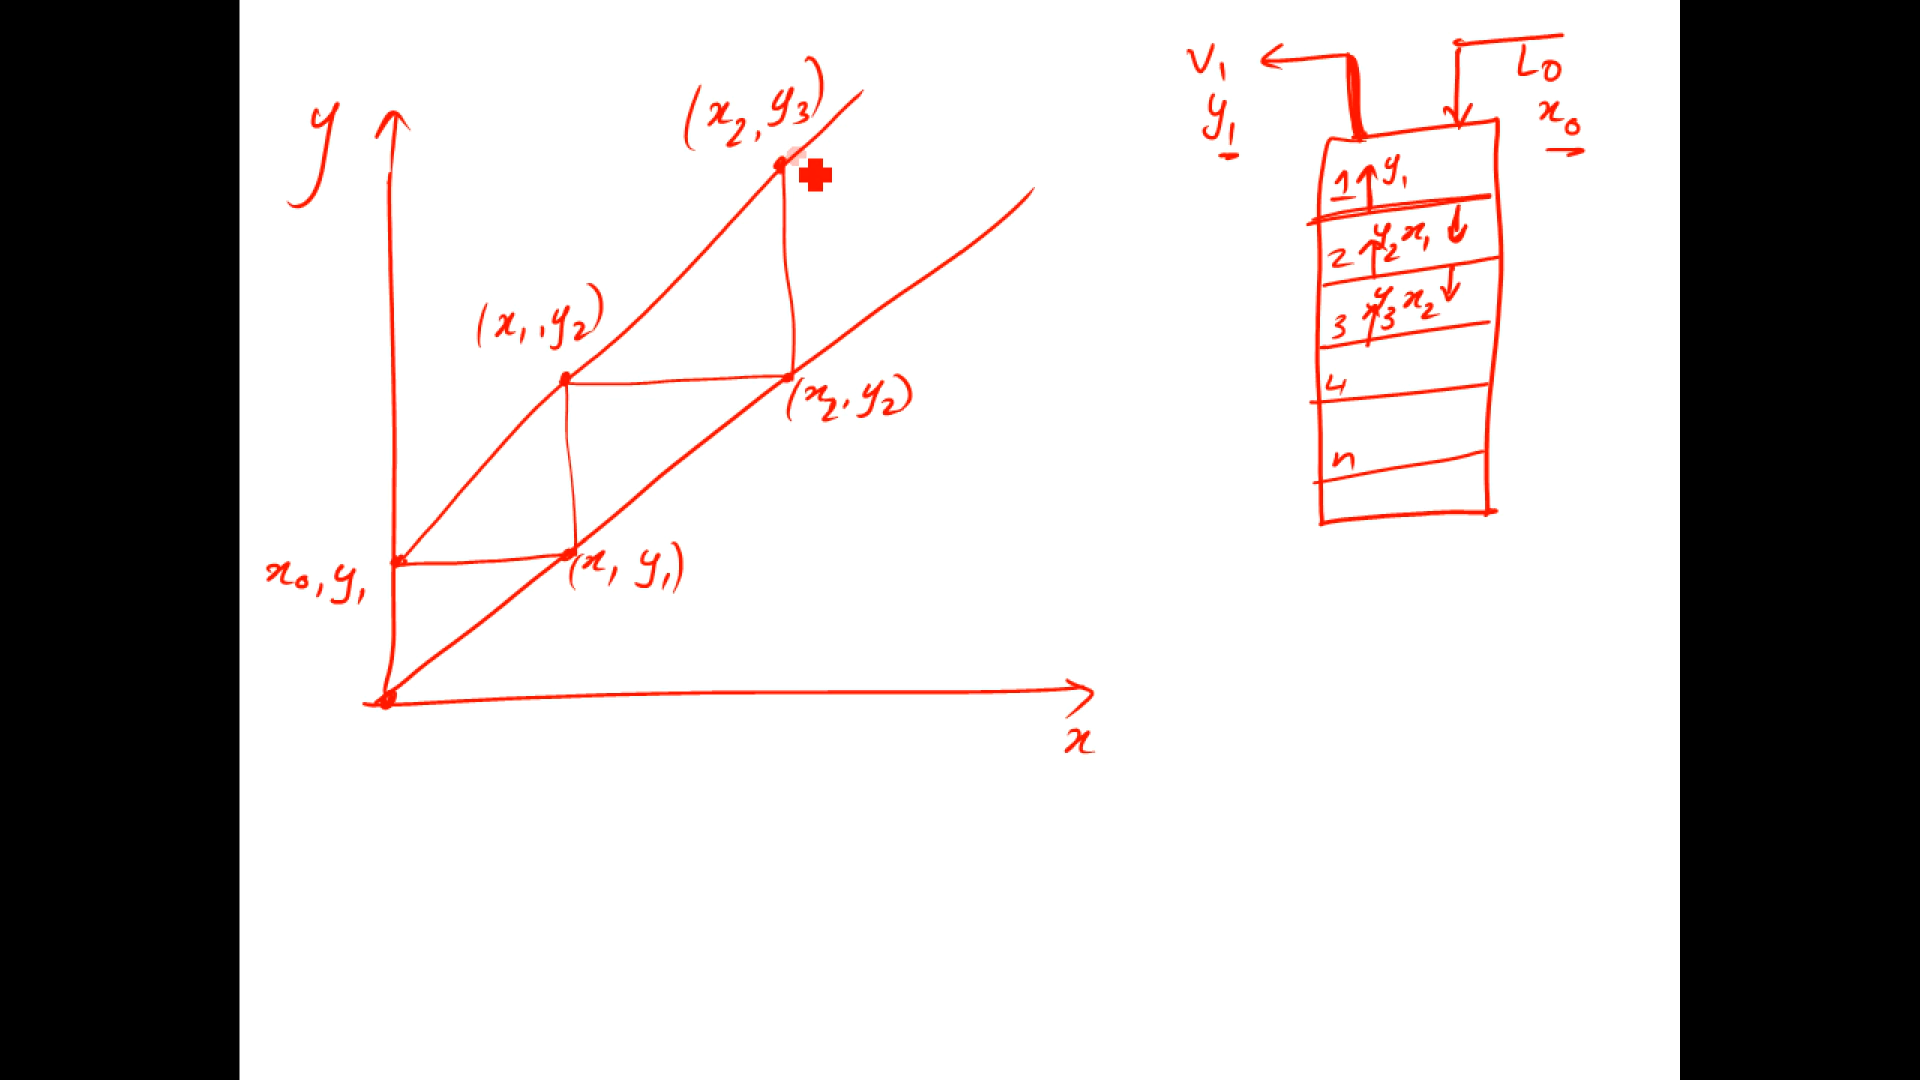 y
(x2, y3)
(x1, y2)
(x2, y2)
x0, y1
(x1 y1)
x
V1
y1
L0
x0
1 y1
2 y2 x1
3 y3 x2
4
n